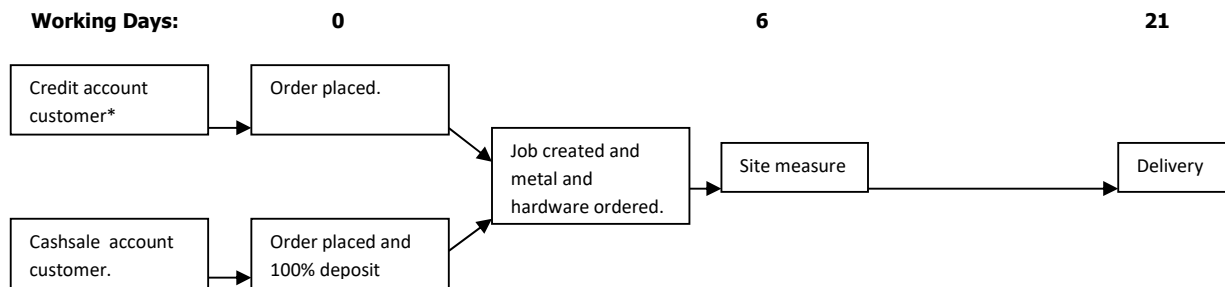 Working Days: 0 6 21
Credit account
customer*
Order placed.
Job created and
metal and
hardware ordered.
Site measure
Delivery
Cashsale account
customer.
Order placed and
100% deposit